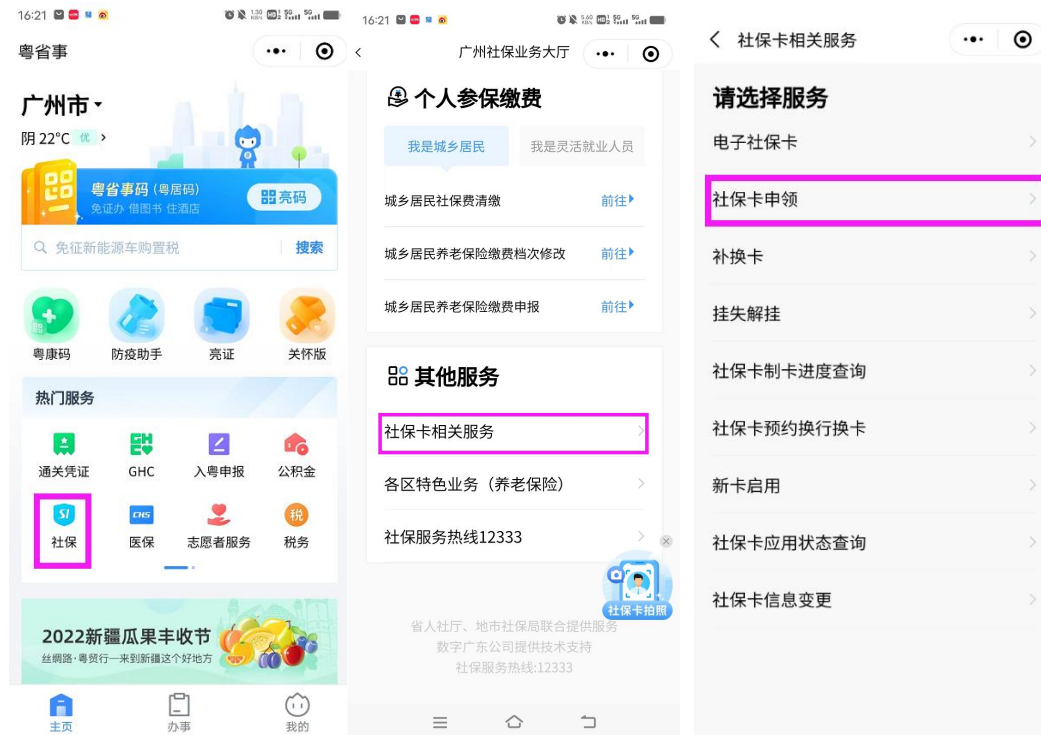 16:21
1.30 KB/s HD 5G 5G
粤省事
广州市
阴 22°C 优
粤省事码 (粤居码)
免证办 借图书 住酒店
亮码
免征新能源车购置税
搜索
粤康码 防疫助手 亮证 关怀版
热门服务
通关凭证 GHC 入粤申报 公积金
社保 医保 志愿者服务 税务
2022新疆瓜果丰收节
丝绸路·粤贸行—来到新疆这个好地方
主页 办事 我的
16:21
5.60 KB/s HD 5G 5G
广州社保业务大厅
个人参保缴费
我是城乡居民 我是灵活就业人员
城乡居民社保费清缴 前往
城乡居民养老保险缴费档次修改 前往
城乡居民养老保险缴费申报 前往
其他服务
社保卡相关服务
各区特色业务（养老保险）
社保服务热线12333
社保卡拍照
省人社厅、地市社保局联合提供服务
数字广东公司提供技术支持
社保服务热线:12333
社保卡相关服务
请选择服务
电子社保卡
社保卡申领
补换卡
挂失解挂
社保卡制卡进度查询
社保卡预约换行换卡
新卡启用
社保卡应用状态查询
社保卡信息变更